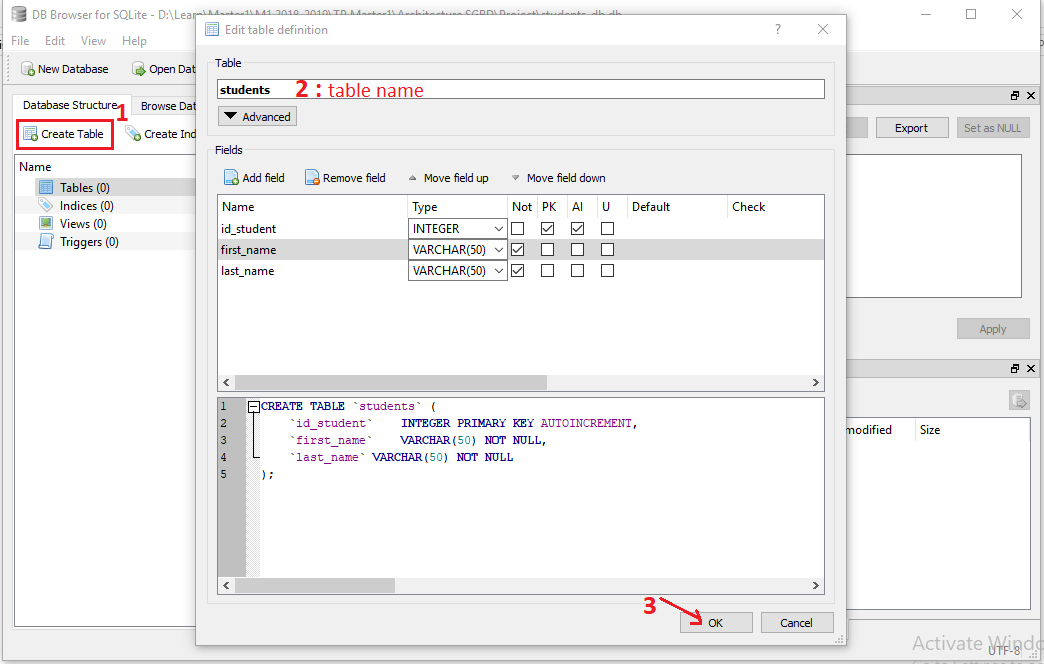 DB Browser for SQLite - D:\Learn\Master1\M1 2018-2019\TP Master1\Architecture SGBD\Project\students_db.db
File Edit View Help
Edit table definition ?
New Database Open Dat
Table
students 2 : table name
Database Structure 1 Browse Dat
Advanced
Create Table Create Ind
Export Set as NULL
Fields
Name
Add field Remove field Move field up Move field down
Tables (0)
Indices (0)
Views (0)
Triggers (0)
Name Type Not PK AI U Default Check
id_student INTEGER
first_name VARCHAR(50)
last_name VARCHAR(50)
Apply
1 CREATE TABLE `students` (
2 `id_student` INTEGER PRIMARY KEY AUTOINCREMENT,
3 `first_name` VARCHAR(50) NOT NULL,
4 `last_name` VARCHAR(50) NOT NULL
5 );
modified Size
3
OK Cancel
Activate Windo
UTF-8